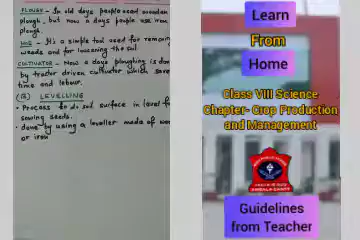 PLOUGH - In old days people used wooden
plough, but now a days people use iron
plough.
HOE - It's a simple tool used for removing
weeds and for loosening the soil
CULTIVATOR - Now a days ploughing is done
by tractor driven cultivator which saves
time and labour.
LEVELLING
• Process to do soil surface in level for
sowing seeds.
• done by using a leveller made of wood
or iron
Learn
From
Home
Class VIII Science
Chapter- Crop Production
and Management
Guidelines
from Teacher